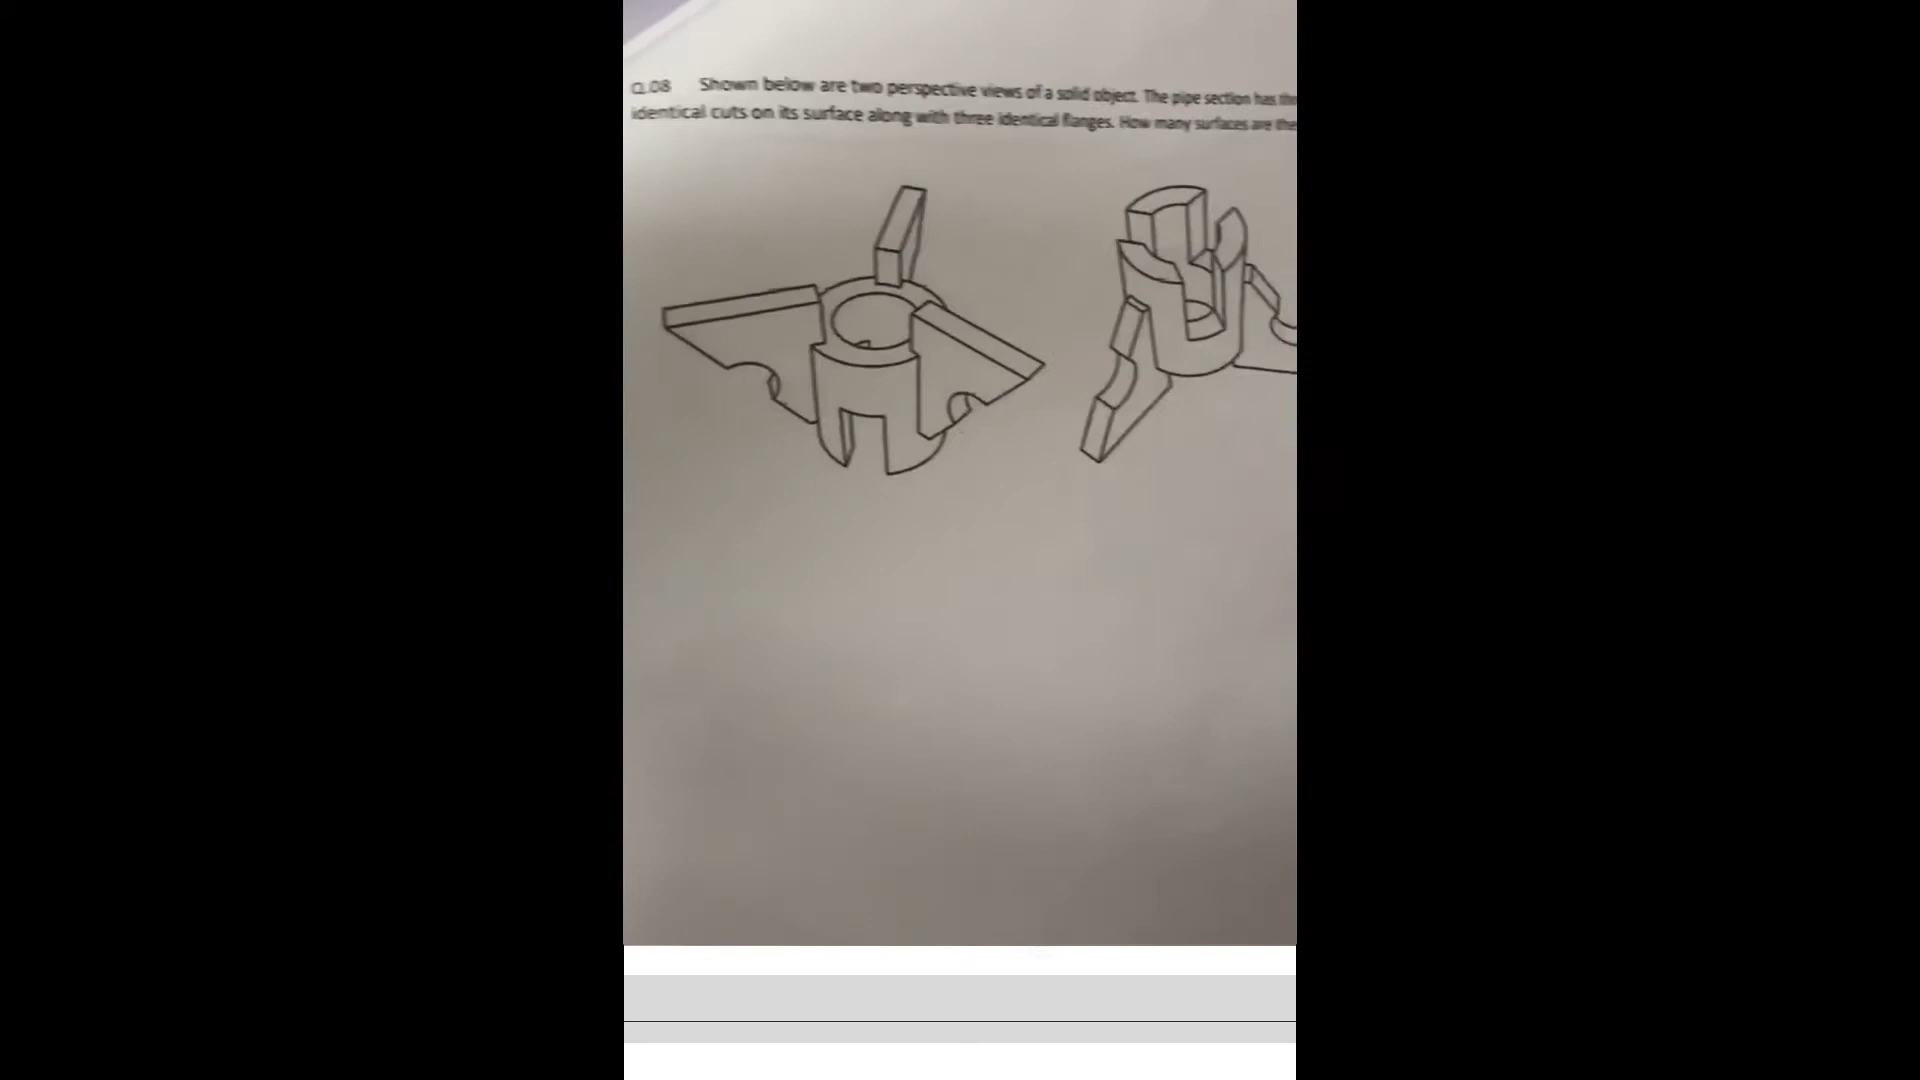 Q.08 Shown below are two perspective views of a solid object. The pipe section has
identical cuts on its surface along with three identical flanges. How many surfaces are